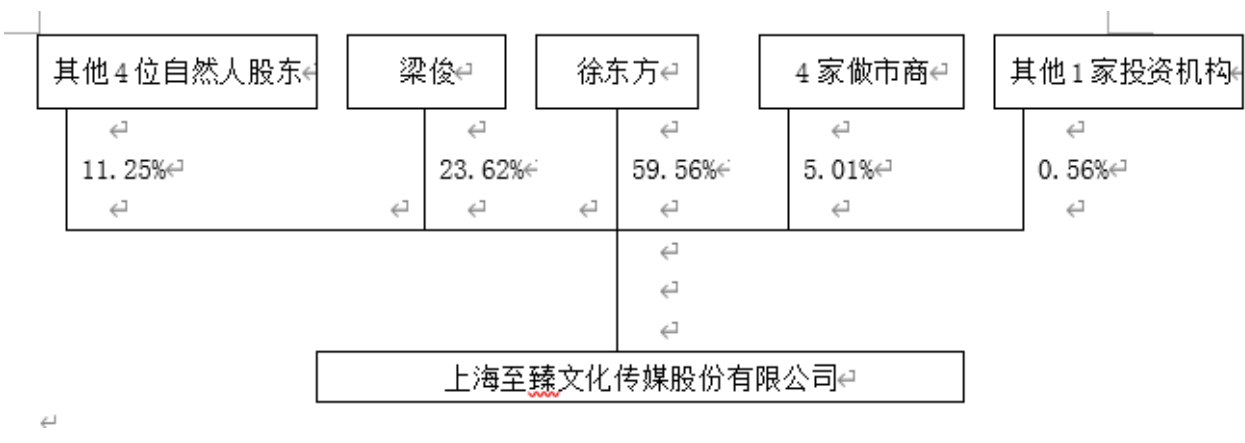 其他4位自然人股东
梁俊
徐东方
4家做市商
其他1家投资机构
11.25%
23.62%
59.56%
5.01%
0.56%
上海至臻文化传媒股份有限公司